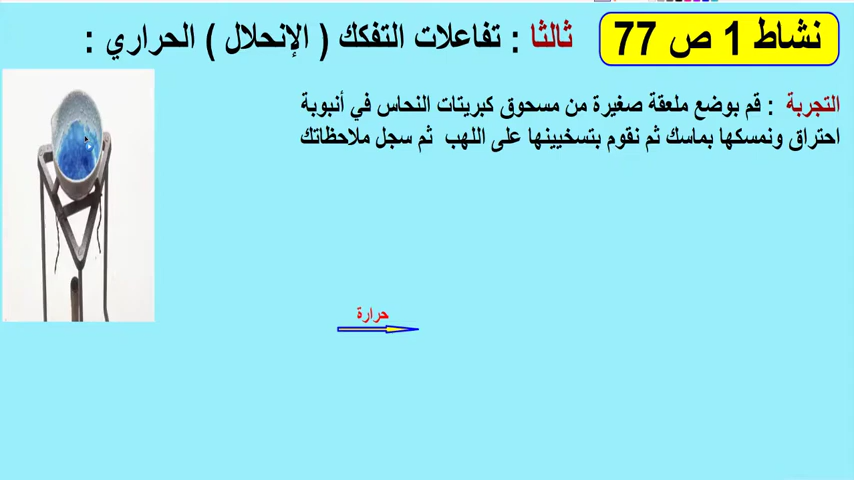 نشاط 1 ص 77
ثالثا : تفاعلات التفكك ( الإنحلال ) الحراري :
التجربة : قم بوضع ملعقة صغيرة من مسحوق كبريتات النحاس في أنبوبة
احتراق ونمسكها بماسك ثم نقوم بتسخيينها على اللهب ثم سجل ملاحظاتك
حرارة